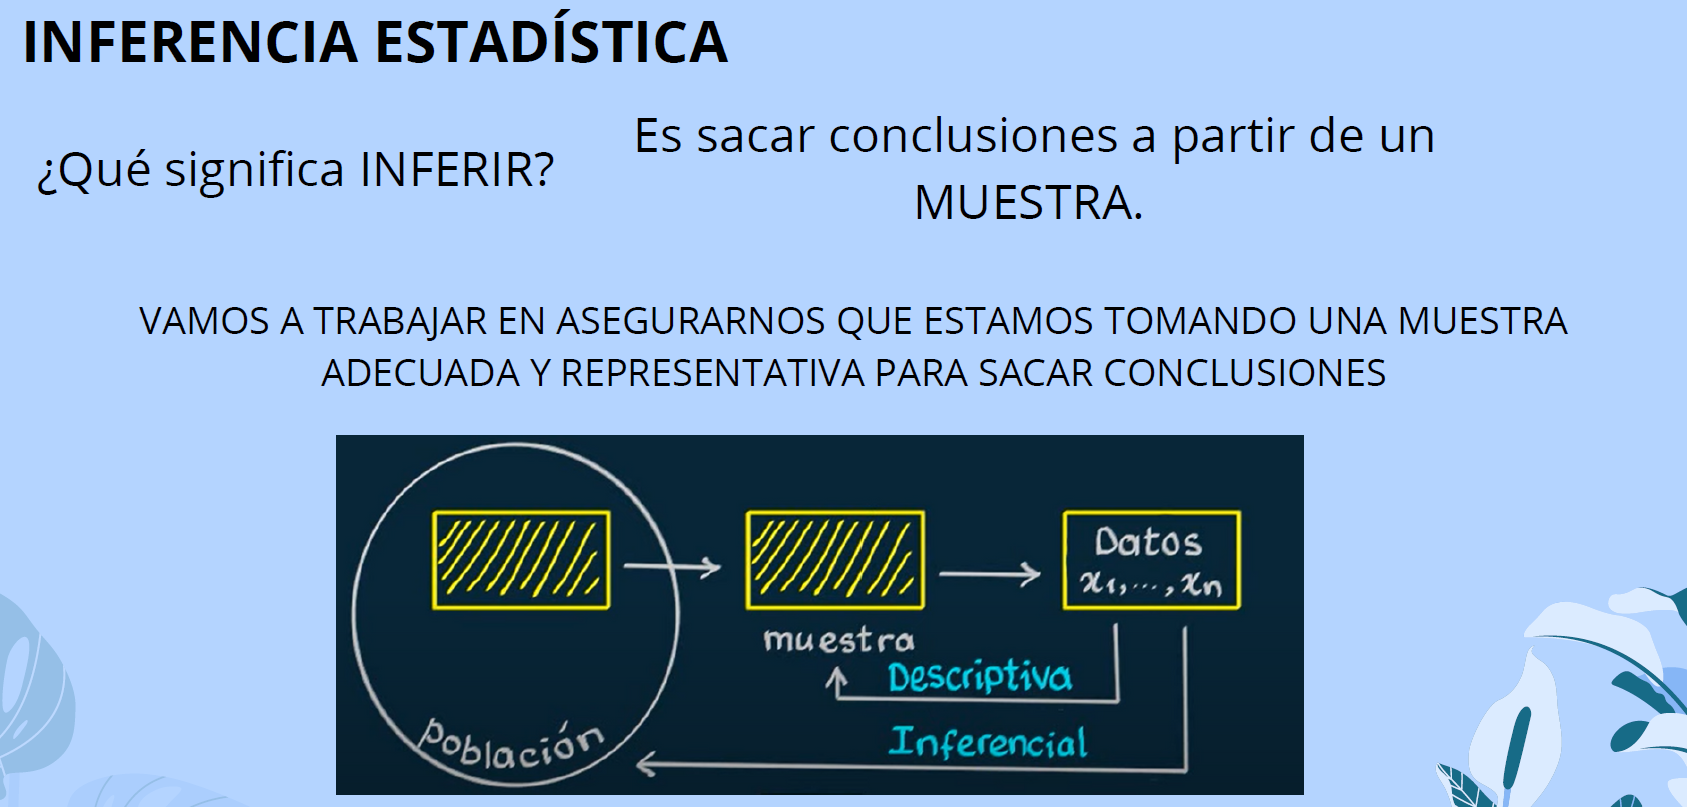 INFERENCIA ESTADÍSTICA
¿Qué significa INFERIR?
Es sacar conclusiones a partir de un
MUESTRA.
VAMOS A TRABAJAR EN ASEGURARNOS QUE ESTAMOS TOMANDO UNA MUESTRA
ADECUADA Y REPRESENTATIVA PARA SACAR CONCLUSIONES
Datos
x₁,...,xn
muestra
Descriptiva
Inferencial
Población